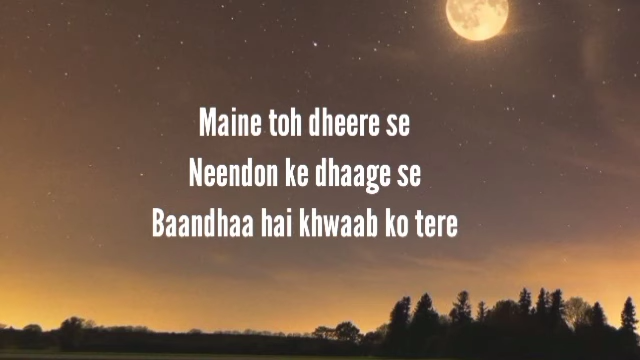 Maine toh dheere se
Neendon ke dhaage se
Baandhaa hai khwaab ko tere